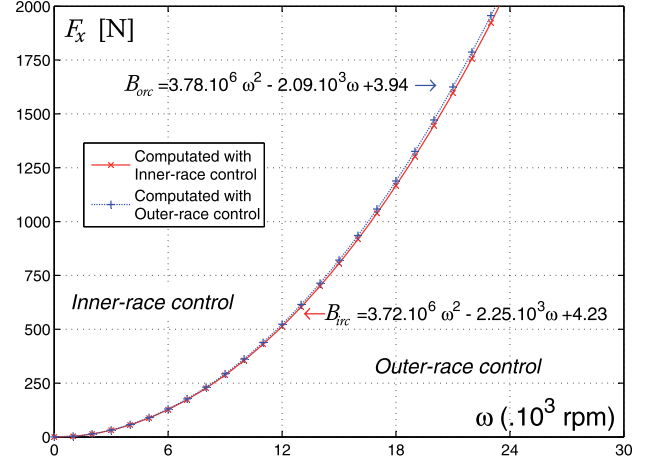 2000
F_x [N]
1750
B_orc =3.78.10^6 ω^2 - 2.09.10^3ω +3.94
1500
Computated with
Inner-race control
1250
Computated with
Outer-race control
1000
750
Inner-race control
B_irc =3.72.10^6 ω^2 - 2.25.10^3ω +4.23
500
Outer-race control
250
ω (.10^3 rpm)
0
0 6 12 18 24 30